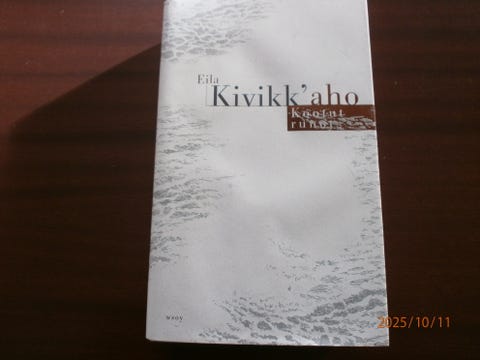 Eila
Kivikk'aho
Kootut
runot
wsoy
2025/10/11